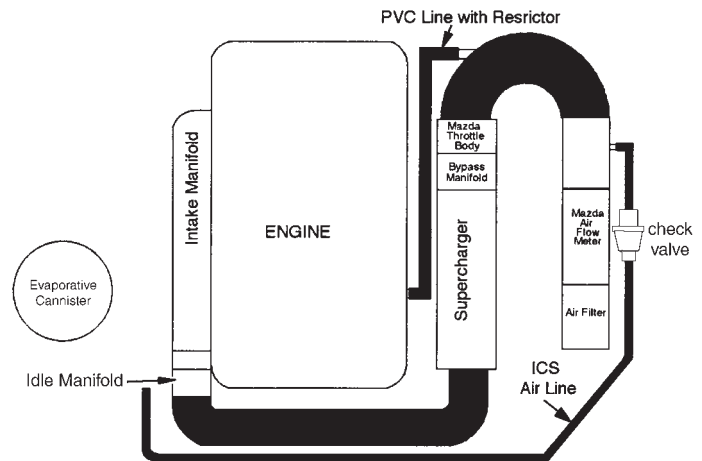 PVC Line with Resrictor
Mazda
Throttle
Body
Bypass
Manifold
Intake Manifold
ENGINE
Supercharger
Mazda
Air
Flow
Meter
check
valve
Evaporative
Cannister
Air Filter
Idle Manifold
ICS
Air Line